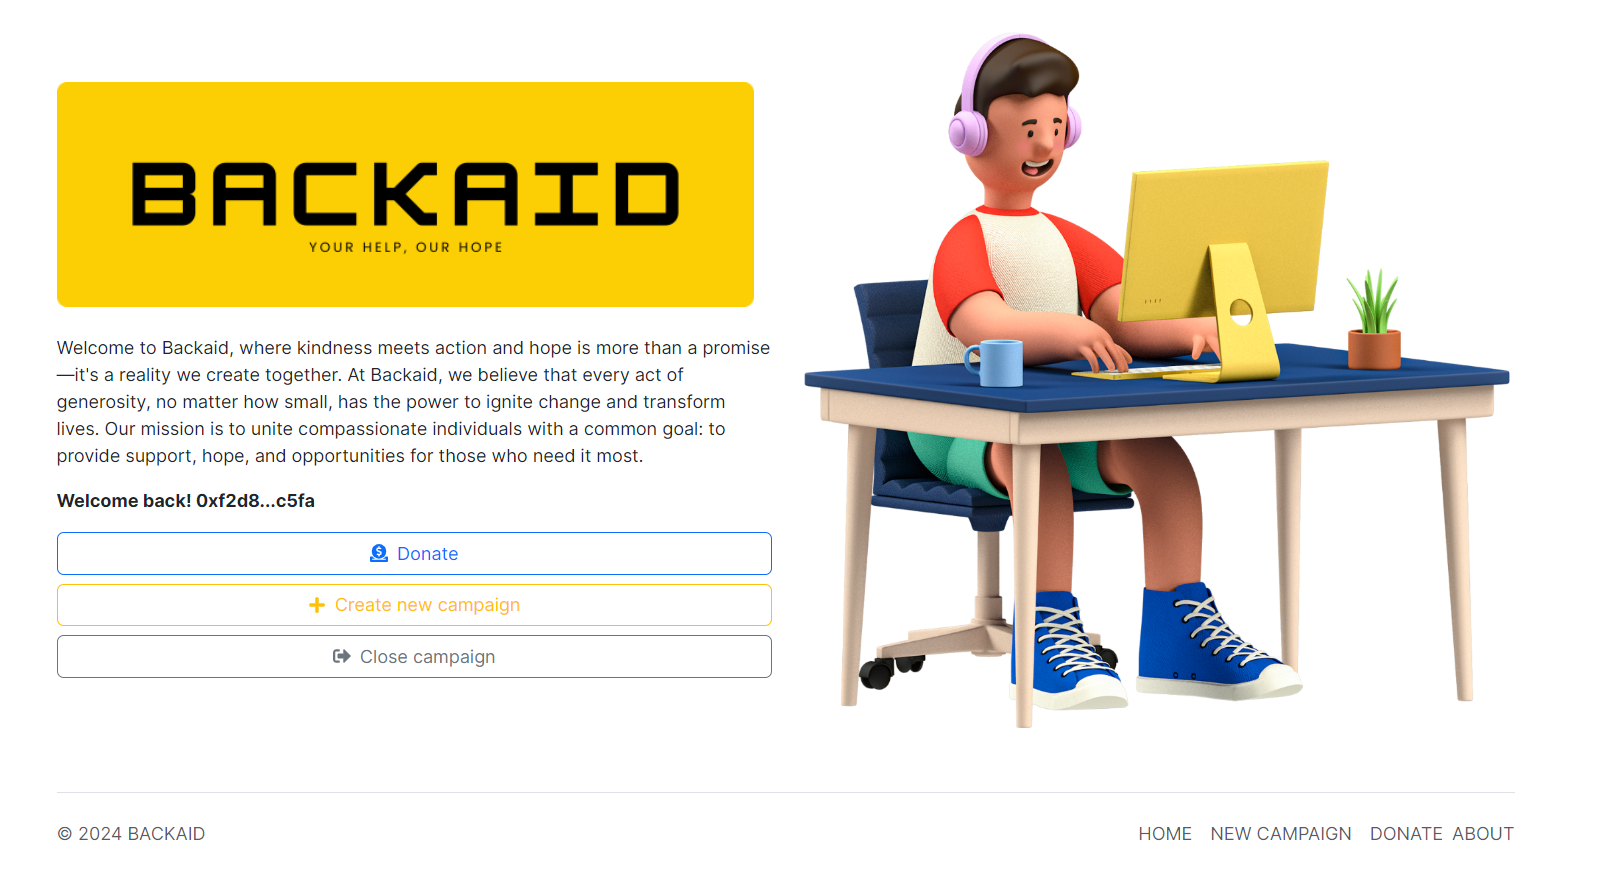 BACKAID
YOUR HELP, OUR HOPE
Welcome to Backaid, where kindness meets action and hope is more than a promise
—it's a reality we create together. At Backaid, we believe that every act of
generosity, no matter how small, has the power to ignite change and transform
lives. Our mission is to unite compassionate individuals with a common goal: to
provide support, hope, and opportunities for those who need it most.
Welcome back! 0xf2d8...c5fa
Donate
Create new campaign
Close campaign
© 2024 BACKAID
HOME NEW CAMPAIGN DONATE ABOUT